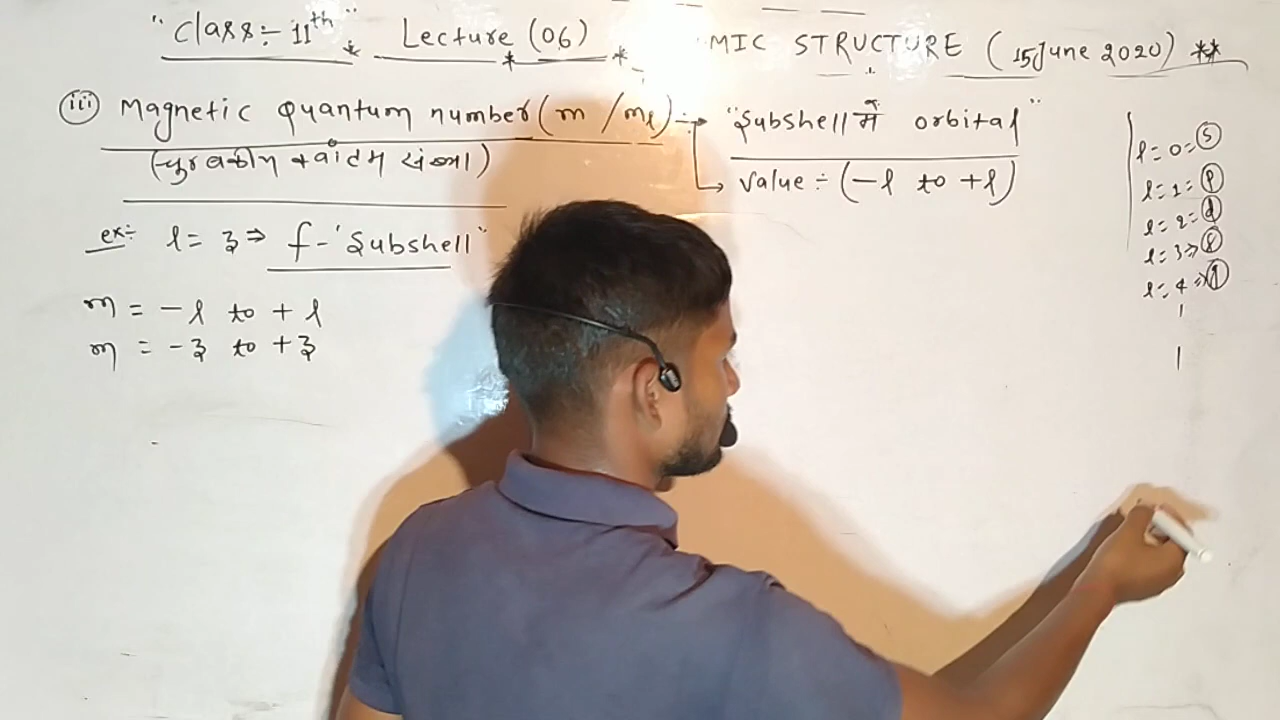 "Class:- 11th" * Lecture (06) * MIC STRUCTURE (15 June 2020) **
(iii) Magnetic Quantum number (m / ml) :-→ "Subshell में orbital"
(चुम्बकीय क्वांटम संख्या)
↳ value ÷ (-l to +l)
ex:- l = 3 ⇒ f - 'Subshell"
m = -l to + l
m = -3 to +3
l = 0 = s
l = 1 = p
l = 2 = d
l = 3 ⇒ f
l = 4 ⇒